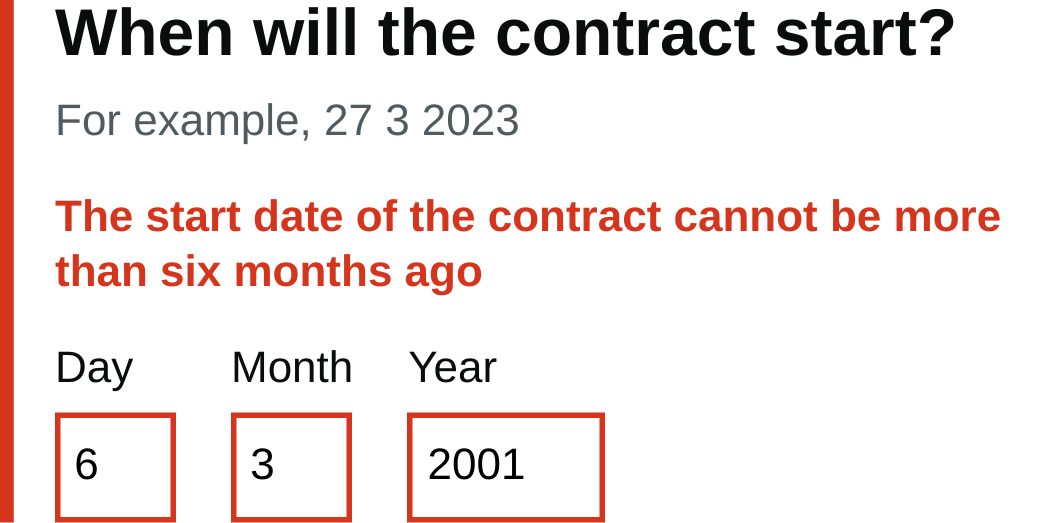 When will the contract start?
For example, 27 3 2023
The start date of the contract cannot be more
than six months ago
Day Month Year
6 3 2001